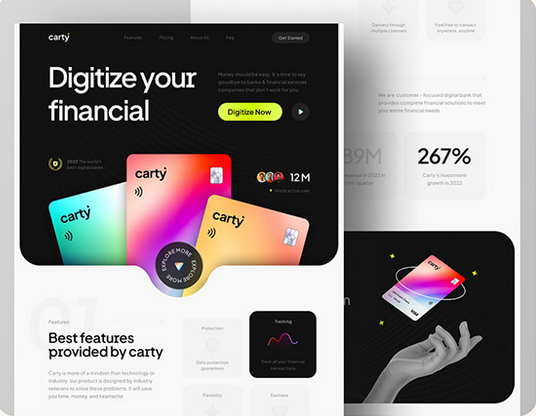 carty
Features
Pricing
About Us
Faq
Get Started
Digitize your
financial
Money should be easy. It's time to say
goodbye to banks & financial services
companies that don't work for you.
Digitize Now
2022 The world's
best digital banks
12 M
World active user
carty
carty
carty
EXPLORE MORE
EXPLORE MORE
01
Features
Best features
provided by carty
Carty is more of a mindset than technology or
industry, our product is designed by industry
veterans to solve these problems. It will save
you time, money, and heartache
Protection
Data protection
guarantees
Tracking
Track all your financial
transactions
Flexibility
Fairness
Delivery through
multiple channels
Feel free to transact
anywhere, anytime
We are customer - focused digital bank that
provides complete financial solutions to meet
your entire financial needs
89M
revenue in 2022 in
first quarter
267%
Carty's investment
growth in 2022
carty
VISA